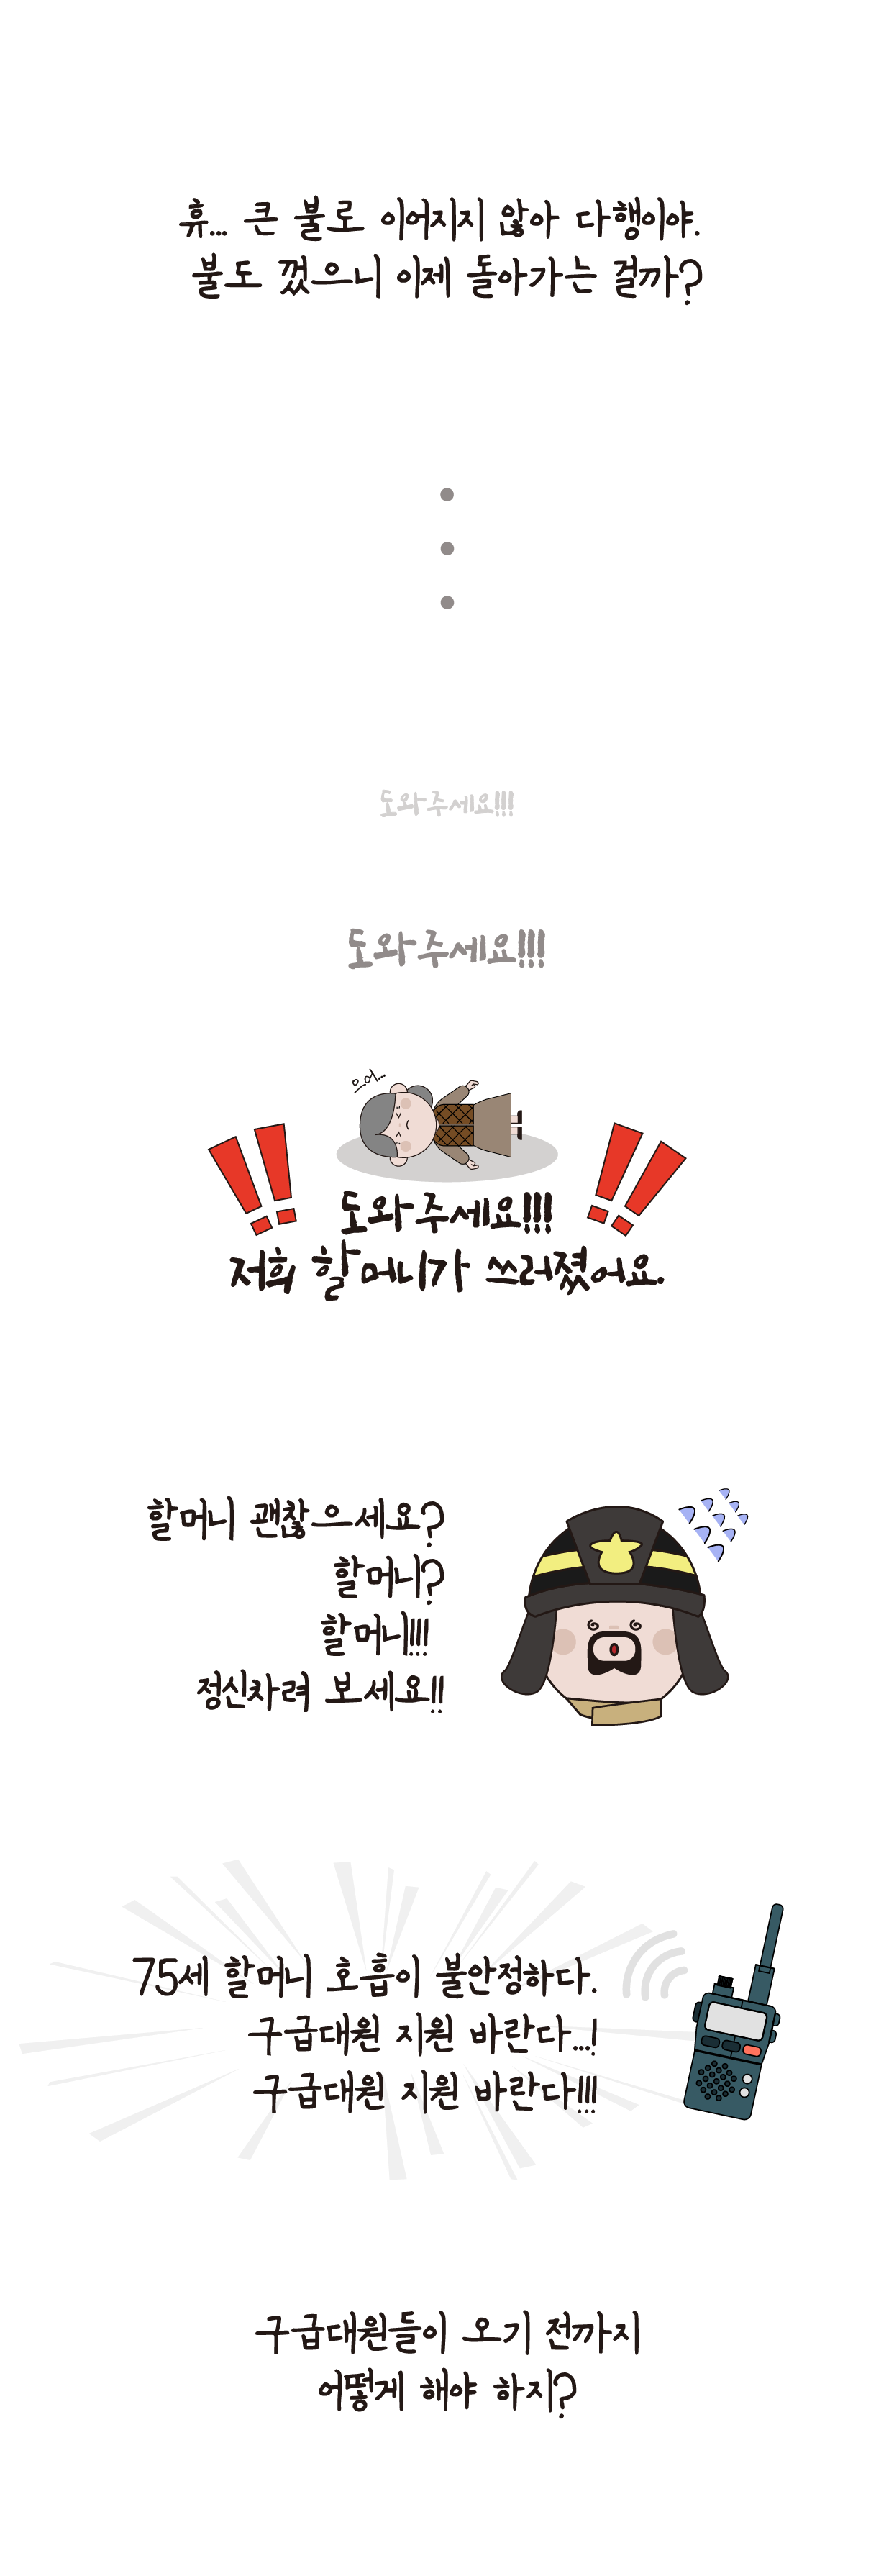 휴... 큰 불로 이어지지 않아 다행이야.
불도 껐으니 이제 돌아가는 걸까?
도와주세요!!!
도와주세요!!!
으어...
도와주세요!!!
저희 할머니가 쓰러졌어요.
할머니 괜찮으세요?
할머니?
할머니!!!
정신차려 보세요!!
75세 할머니 호흡이 불안정하다.
구급대원 지원 바란다...!
구급대원 지원 바란다!!!
구급대원들이 오기 전까지
어떻게 해야 하지?